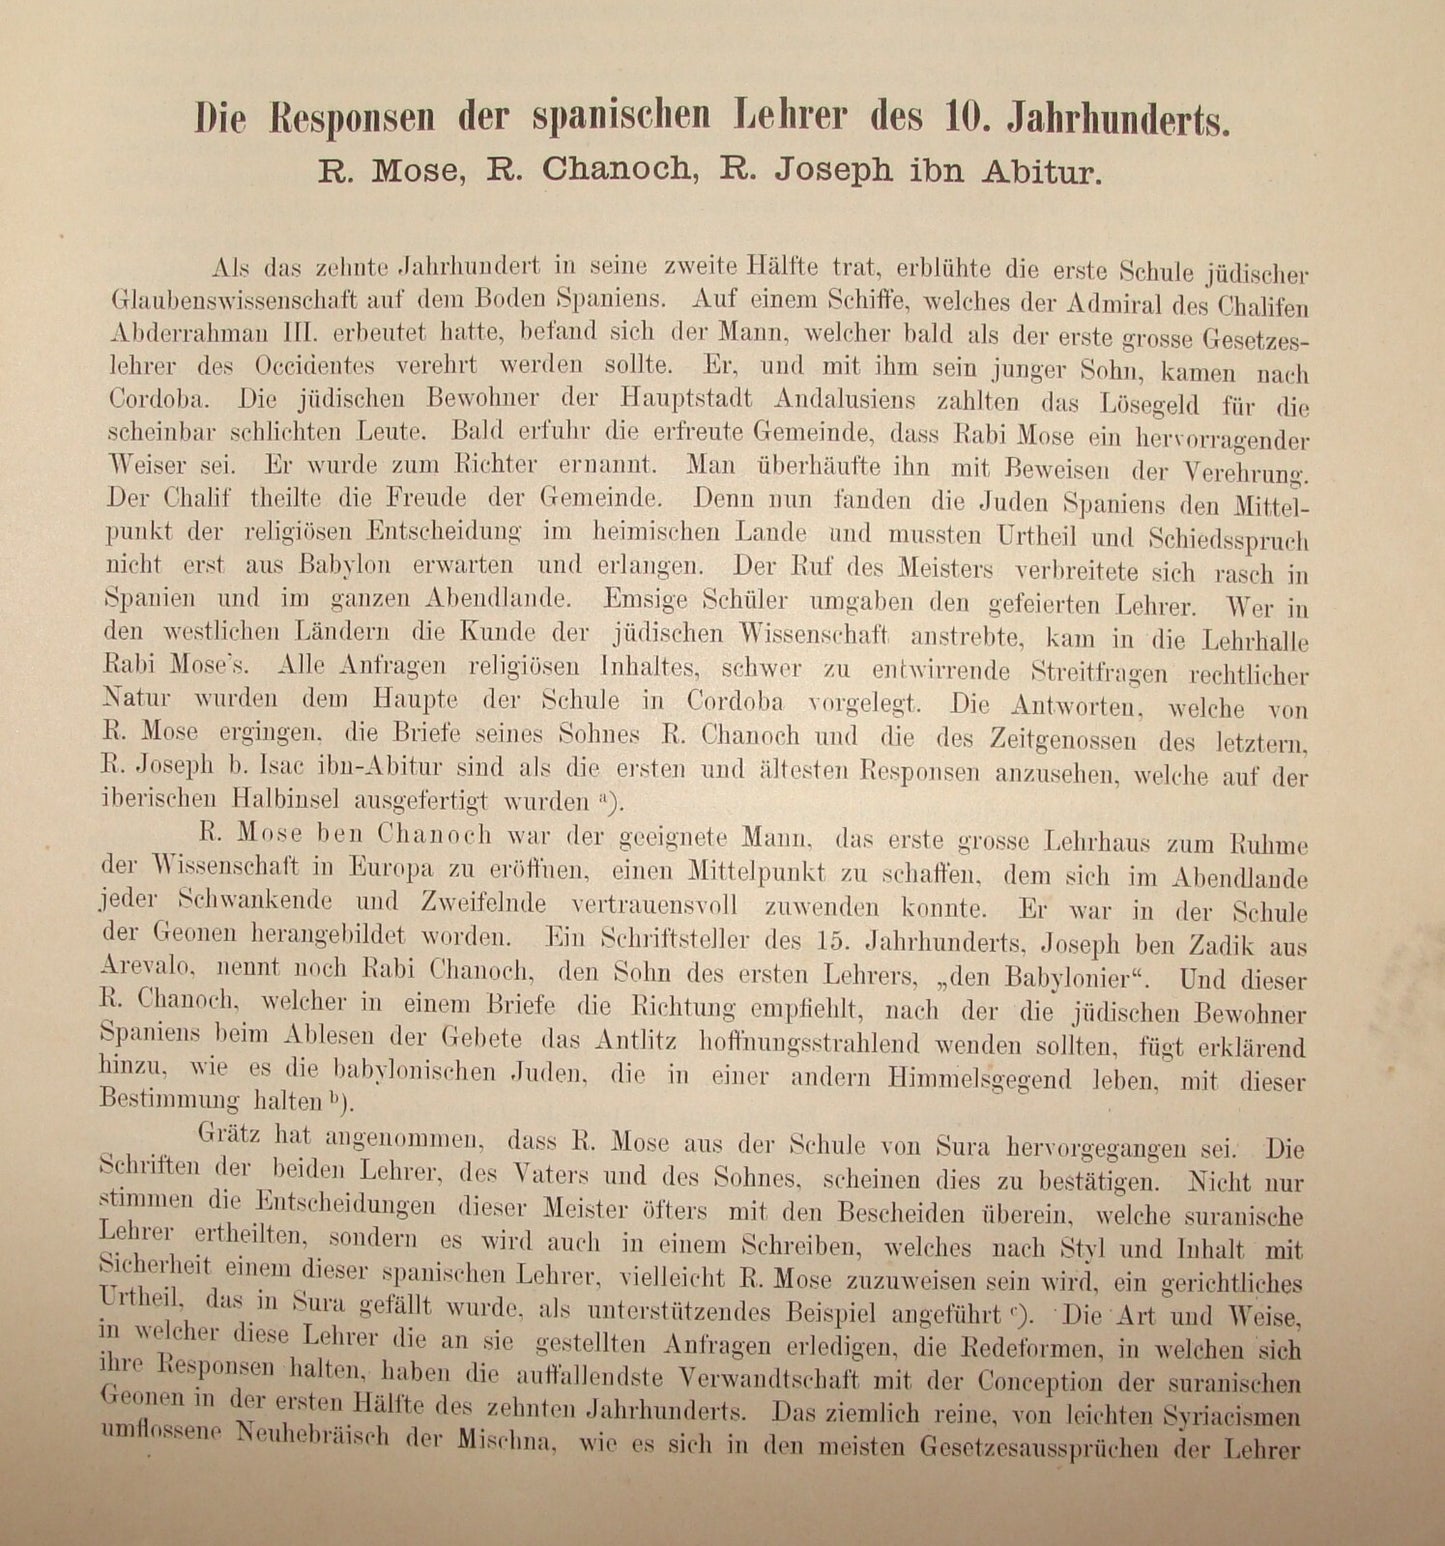 Die Responsen der spanischen Lehrer des 10. Jahrhunderts.
R. Mose, R. Chanoch, R. Joseph ibn Abitur.
Als das zehnte Jahrhundert in seine zweite Hälfte trat, erblühte die erste Schule jüdischer
Glaubenswissenschaft auf dem Boden Spaniens. Auf einem Schiffe, welches der Admiral des Chalifen
Abderrahman III. erbeutet hatte, befand sich der Mann, welcher bald als der erste grosse Gesetzes-
lehrer des Occidentes verehrt werden sollte. Er, und mit ihm sein junger Sohn, kamen nach
Cordoba. Die jüdischen Bewohner der Hauptstadt Andalusiens zahlten das Lösegeld für die
scheinbar schlichten Leute. Bald erfuhr die erfreute Gemeinde, dass Rabi Mose ein hervorragender
Weiser sei. Er wurde zum Richter ernannt. Man überhäufte ihn mit Beweisen der Verehrung.
Der Chalif theilte die Freude der Gemeinde. Denn nun fanden die Juden Spaniens den Mittel-
punkt der religiösen Entscheidung im heimischen Lande und mussten Urtheil und Schiedsspruch
nicht erst aus Babylon erwarten und erlangen. Der Ruf des Meisters verbreitete sich rasch in
Spanien und im ganzen Abendlande. Emsige Schüler umgaben den gefeierten Lehrer. Wer in
den westlichen Ländern die Kunde der jüdischen Wissenschaft anstrebte, kam in die Lehrhalle
Rabi Mose's. Alle Anfragen religiösen Inhaltes, schwer zu entwirrende Streitfragen rechtlicher
Natur wurden dem Haupte der Schule in Cordoba vorgelegt. Die Antworten, welche von
R. Mose ergingen, die Briefe seines Sohnes R. Chanoch und die des Zeitgenossen des letztern,
R. Joseph b. Isac ibn-Abitur sind als die ersten und ältesten Responsen anzusehen, welche auf der
iberischen Halbinsel ausgefertigt wurden ᵃ).
R. Mose ben Chanoch war der geeignete Mann, das erste grosse Lehrhaus zum Ruhme
der Wissenschaft in Europa zu eröffnen, einen Mittelpunkt zu schaffen, dem sich im Abendlande
jeder Schwankende und Zweifelnde vertrauensvoll zuwenden konnte. Er war in der Schule
der Geonen herangebildet worden. Ein Schriftsteller des 15. Jahrhunderts, Joseph ben Zadik aus
Arevalo, nennt noch Rabi Chanoch, den Sohn des ersten Lehrers, „den Babylonier“. Und dieser
R. Chanoch, welcher in einem Briefe die Richtung empfiehlt, nach der die jüdischen Bewohner
Spaniens beim Ablesen der Gebete das Antlitz hoffnungsstrahlend wenden sollten, fügt erklärend
hinzu, wie es die babylonischen Juden, die in einer andern Himmelsgegend leben, mit dieser
Bestimmung halten ᵇ).
Grätz hat angenommen, dass R. Mose aus der Schule von Sura hervorgegangen sei. Die
Schriften der beiden Lehrer, des Vaters und des Sohnes, scheinen dies zu bestätigen. Nicht nur
stimmen die Entscheidungen dieser Meister öfters mit den Bescheiden überein, welche suranische
Lehrer ertheilten, sondern es wird auch in einem Schreiben, welches nach Styl und Inhalt mit
Sicherheit einem dieser spanischen Lehrer, vielleicht R. Mose zuzuweisen sein wird, ein gerichtliches
Urtheil, das in Sura gefällt wurde, als unterstützendes Beispiel angeführt ᶜ). Die Art und Weise,
in welcher diese Lehrer die an sie gestellten Anfragen erledigen, die Redeformen, in welchen sich
ihre Responsen halten, haben die auffallendste Verwandtschaft mit der Conception der suranischen
Geonen in der ersten Hälfte des zehnten Jahrhunderts. Das ziemlich reine, von leichten Syriacismen
umflossene Neuhebräisch der Mischna, wie es sich in den meisten Gesetzesaussprüchen der Lehrer